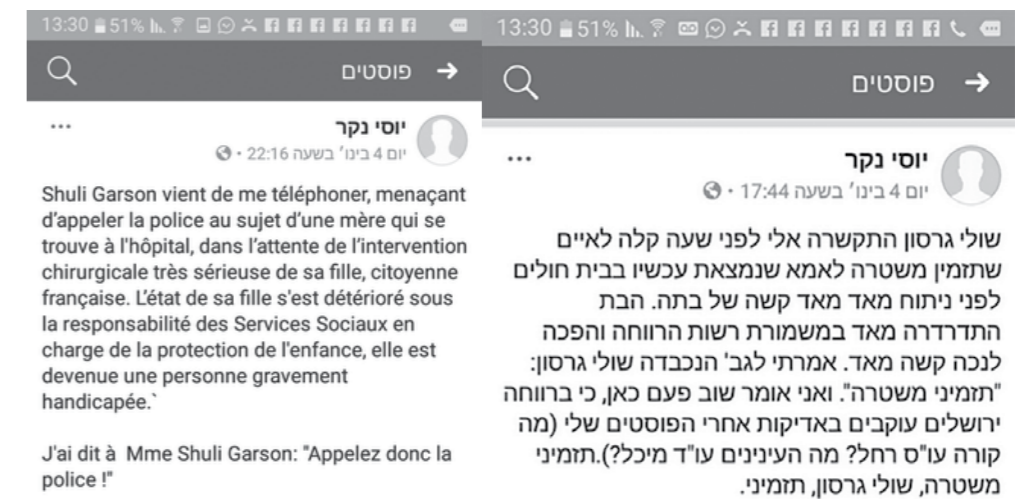 13:30 51%
פוסטים
יוסי נקר
יום 4 בינו׳ בשעה 22:16
Shuli Garson vient de me téléphoner, menaçant
d'appeler la police au sujet d'une mère qui se
trouve à l'hôpital, dans l'attente de l'intervention
chirurgicale très sérieuse de sa fille, citoyenne
française. L'état de sa fille s'est détérioré sous
la responsabilité des Services Sociaux en
charge de la protection de l'enfance, elle est
devenue une personne gravement
handicapée.`
J'ai dit à Mme Shuli Garson: "Appelez donc la
police !"
13:30 51%
פוסטים
יוסי נקר
יום 4 בינו׳ בשעה 17:44
שולי גרסון התקשרה אלי לפני שעה קלה לאיים
שתזמין משטרה לאמא שנמצאת עכשיו בבית חולים
לפני ניתוח מאד מאד קשה של בתה. הבת
התדרדרה מאד במשמורת רשות הרווחה והפכה
לנכה קשה מאד. אמרתי לגב' הנכבדה שולי גרסון:
"תזמיני משטרה". ואני אומר שוב פעם כאן, כי ברווחה
ירושלים עוקבים באדיקות אחרי הפוסטים שלי (מה
קורה עו"ס רחל? מה העינינים עו"ד מיכל?).תזמיני
משטרה, שולי גרסון, תזמיני.